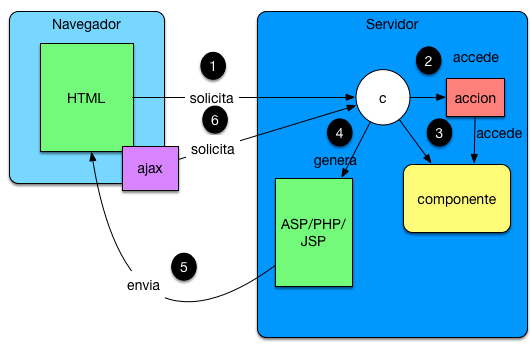 Navegador
Servidor
HTML
1
solicita
6
solicita
ajax
c
2
accede
accion
3
accede
4
genera
componente
ASP/PHP/
JSP
5
envia